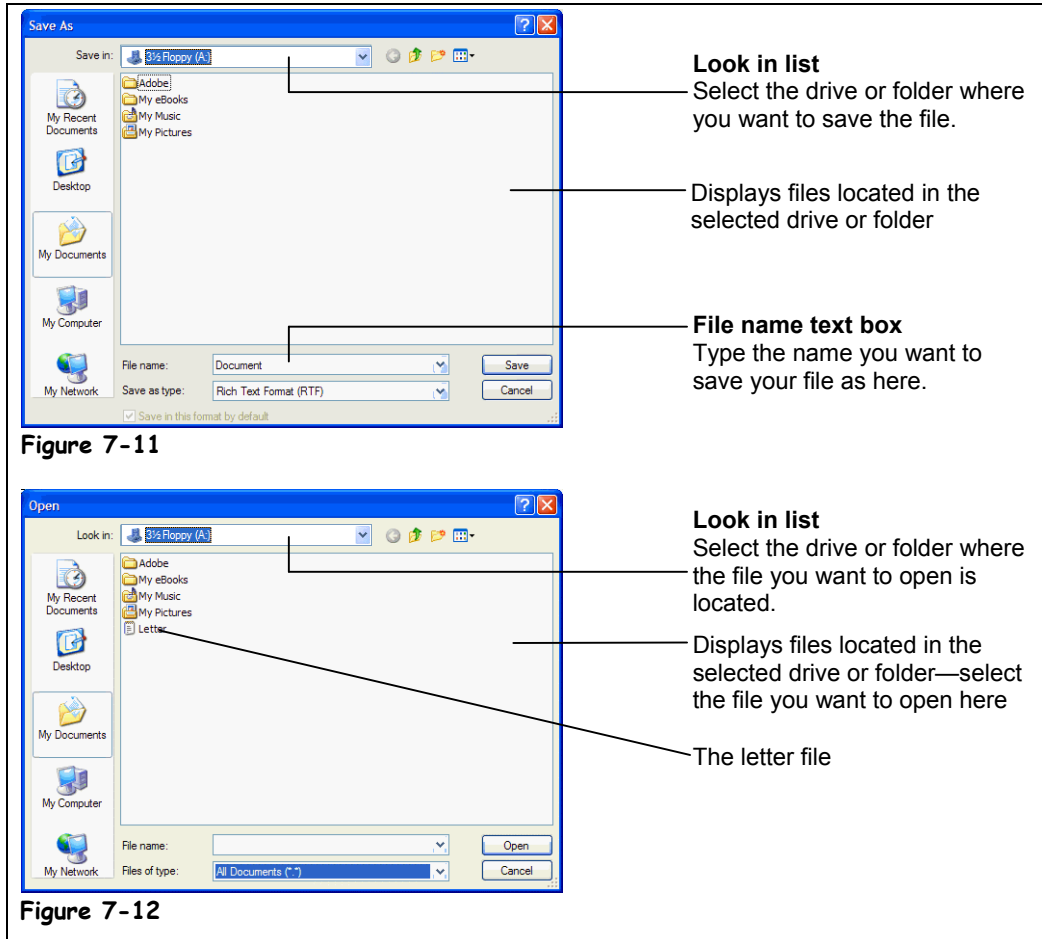 Save As
Save in:
3½ Floppy (A:)
Adobe
My eBooks
My Music
My Pictures
My Recent
Documents
Desktop
My Documents
My Computer
My Network
File name:
Document
Save
Save as type:
Rich Text Format (RTF)
Cancel
Save in this format by default
Look in list
Select the drive or folder where
you want to save the file.
Displays files located in the
selected drive or folder
File name text box
Type the name you want to
save your file as here.
Figure 7-11
Open
Look in:
3½ Floppy (A:)
Adobe
My eBooks
My Music
My Pictures
Letter
My Recent
Documents
Desktop
My Documents
My Computer
My Network
File name:
Open
Files of type:
All Documents (*.*)
Cancel
Look in list
Select the drive or folder where
the file you want to open is
located.
Displays files located in the
selected drive or folder—select
the file you want to open here
The letter file
Figure 7-12